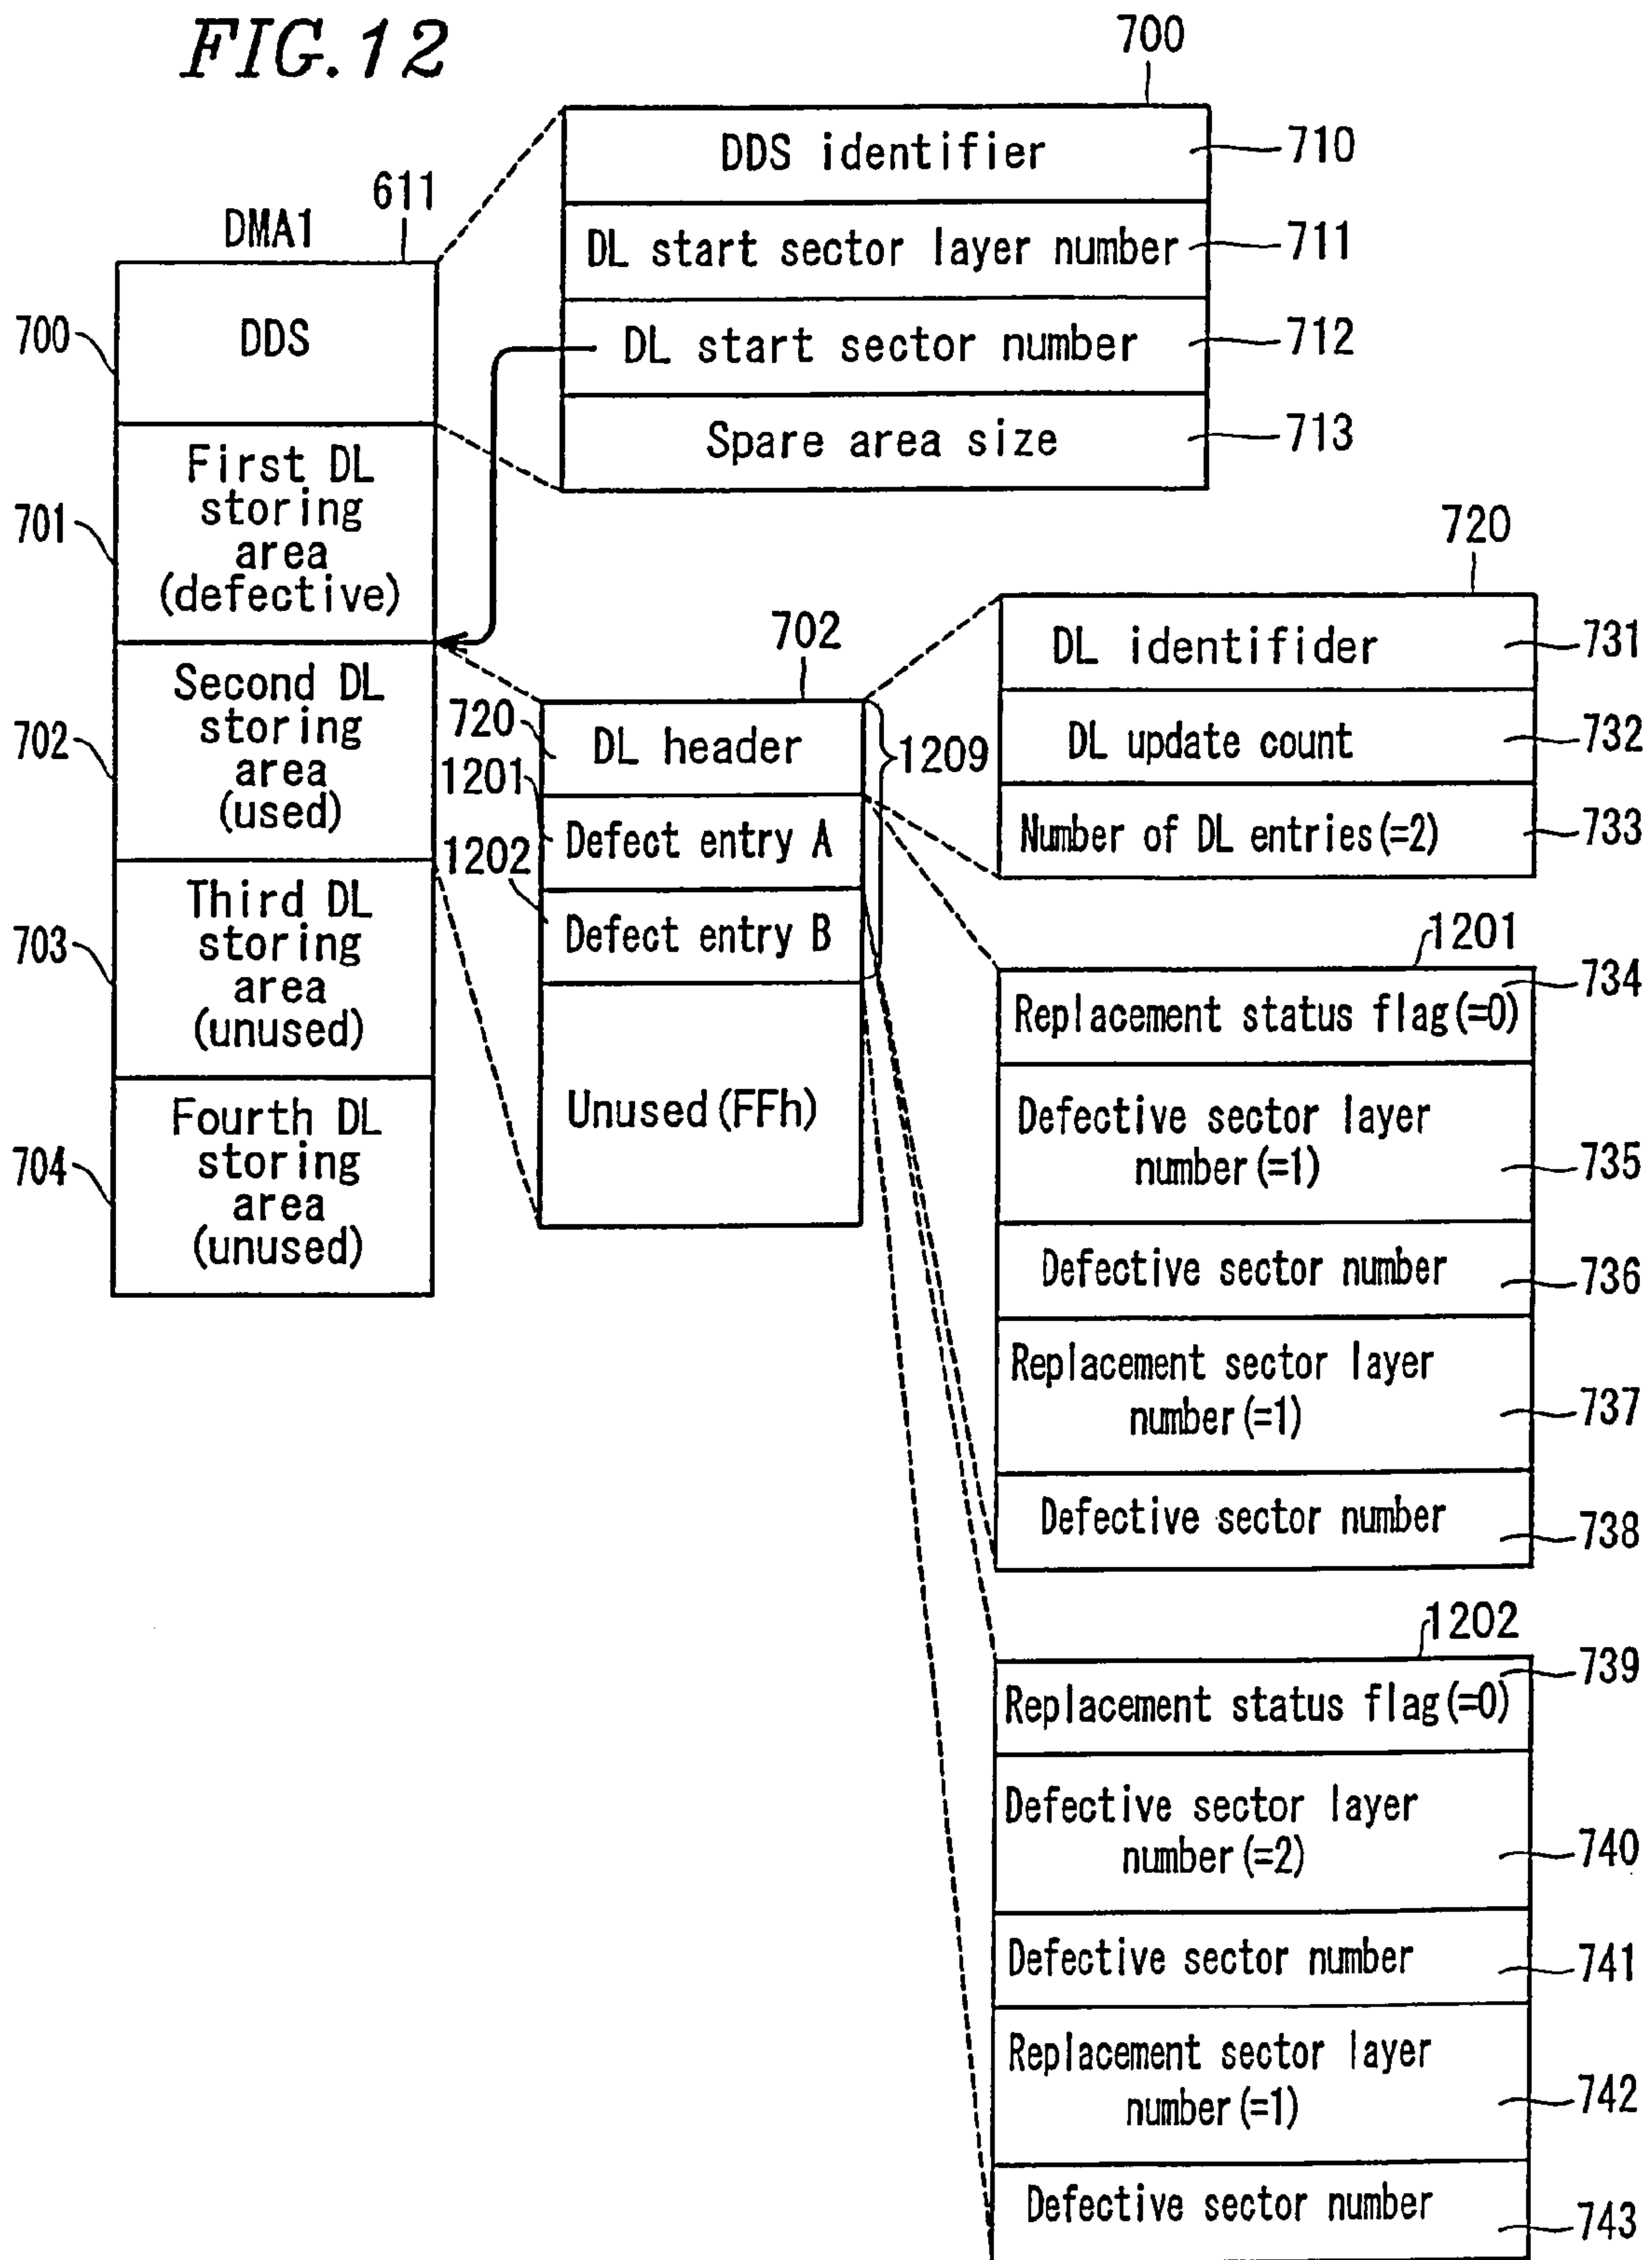 FIG.12
700
DDS identifier
710
DL start sector layer number
711
DL start sector number
712
Spare area size
713
611
DMA1
700
DDS
701
First DL
storing
area
(defective)
702
Second DL
storing
area
(used)
703
Third DL
storing
area
(unused)
704
Fourth DL
storing
area
(unused)
702
720
DL header
1209
1201
Defect entry A
1202
Defect entry B
Unused(FFh)
720
DL identifider
731
DL update count
732
Number of DL entries(=2)
733
1201
734
Replacement status flag(=0)
Defective sector layer
number(=1)
735
Defective sector number
736
Replacement sector layer
number(=1)
737
Defective sector number
738
1202
739
Replacement status flag(=0)
Defective sector layer
number(=2)
740
Defective sector number
741
Replacement sector layer
number(=1)
742
Defective sector number
743